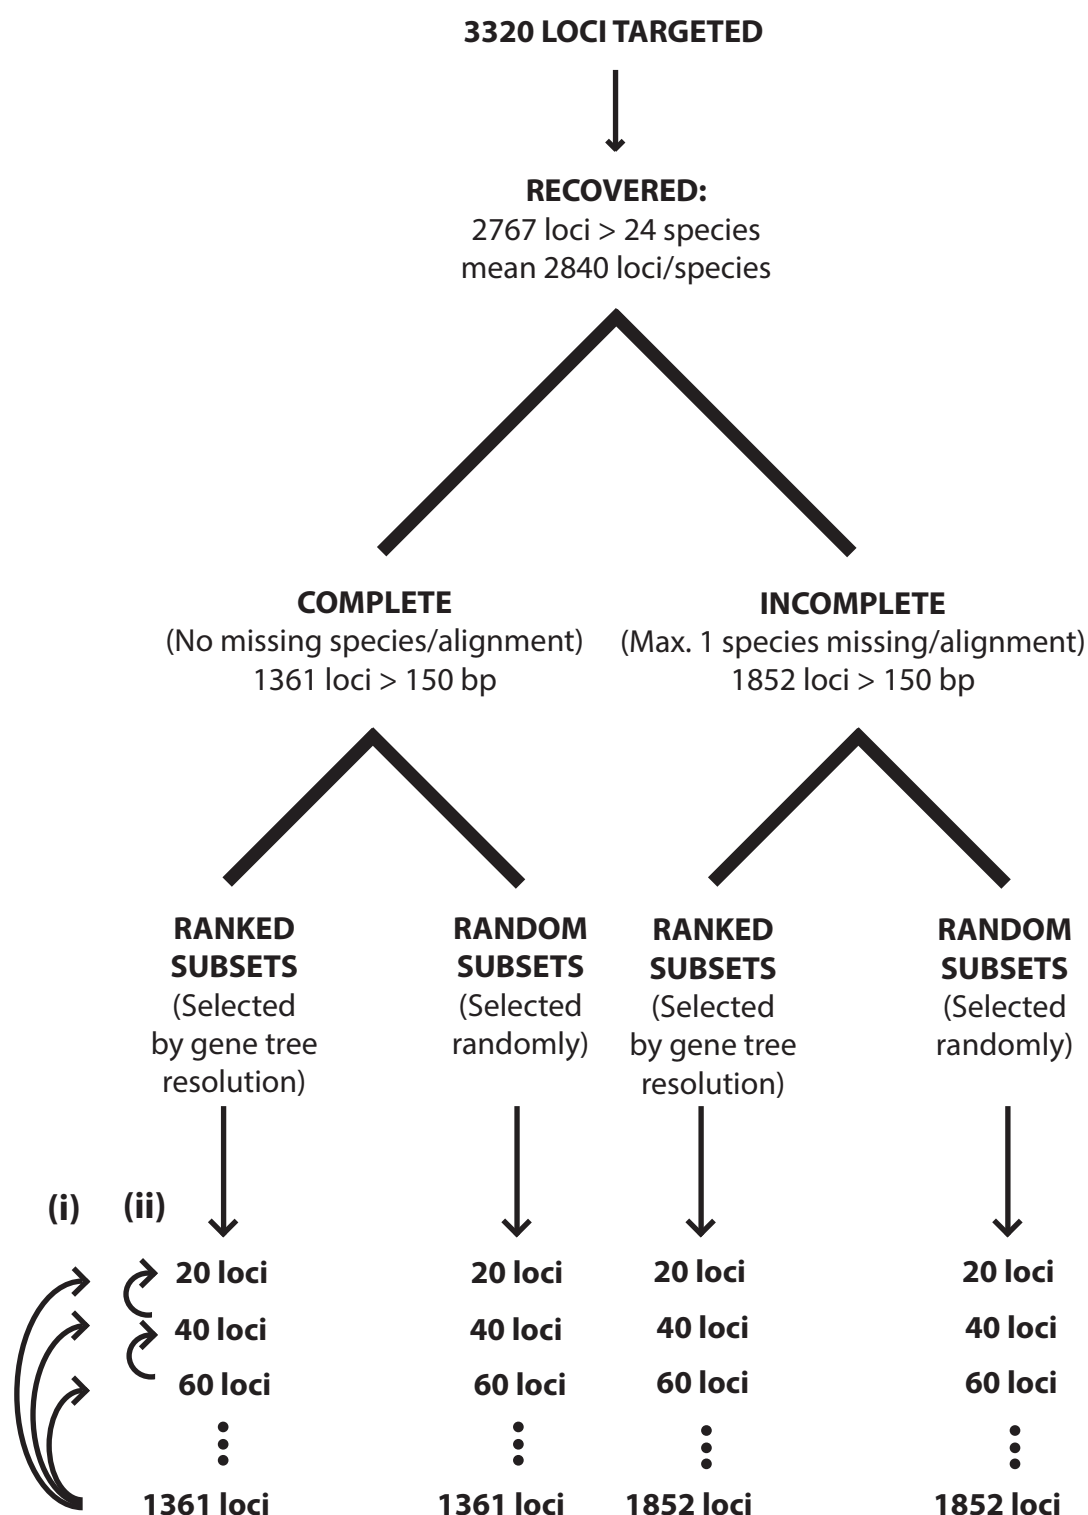 3320 LOCI TARGETED
RECOVERED:
2767 loci > 24 species
mean 2840 loci/species
COMPLETE
(No missing species/alignment)
1361 loci > 150 bp
INCOMPLETE
(Max. 1 species missing/alignment)
1852 loci > 150 bp
RANKED
SUBSETS
(Selected
by gene tree
resolution)
RANDOM
SUBSETS
(Selected
randomly)
RANKED
SUBSETS
(Selected
by gene tree
resolution)
RANDOM
SUBSETS
(Selected
randomly)
(i)
(ii)
20 loci
40 loci
60 loci
1361 loci
20 loci
40 loci
60 loci
1361 loci
20 loci
40 loci
60 loci
1852 loci
20 loci
40 loci
60 loci
1852 loci